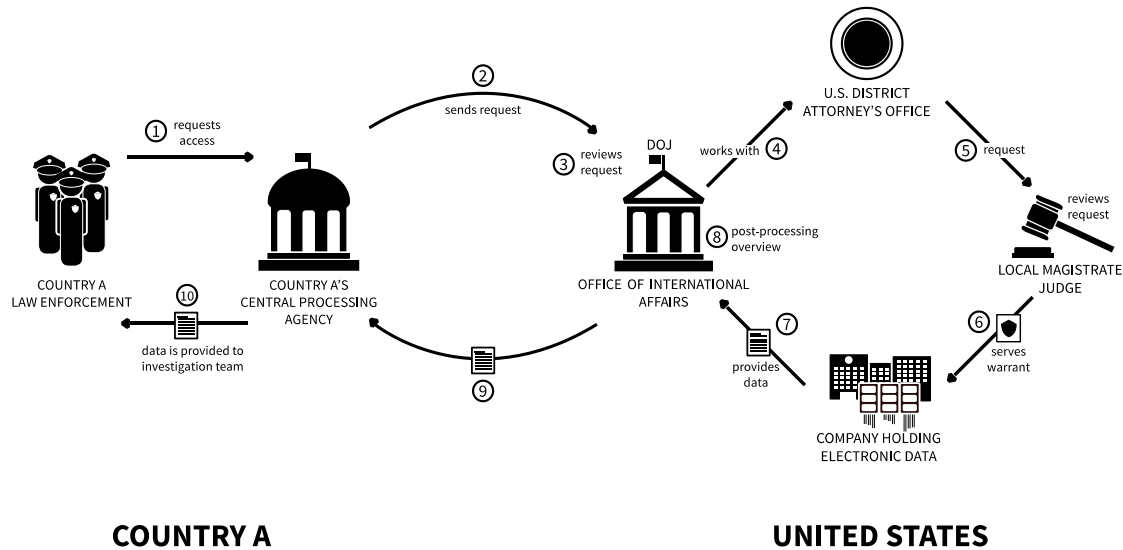 1 requests
access
2
sends request
3 reviews
request
DOJ
works with 4
U.S. DISTRICT
ATTORNEY'S OFFICE
5 request
reviews
request
LOCAL MAGISTRATE
JUDGE
6
serves
warrant
COMPANY HOLDING
ELECTRONIC DATA
7
provides
data
8 post-processing
overview
OFFICE OF INTERNATIONAL
AFFAIRS
9
COUNTRY A'S
CENTRAL PROCESSING
AGENCY
10
data is provided to
investigation team
COUNTRY A
LAW ENFORCEMENT
COUNTRY A
UNITED STATES